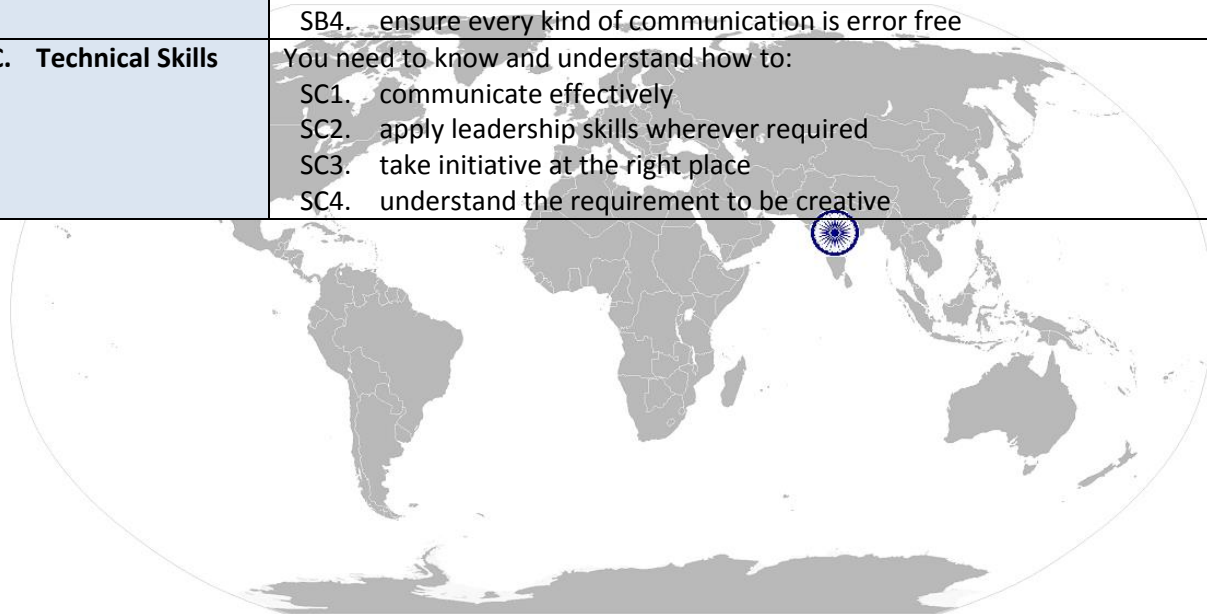 SB4. ensure every kind of communication is error free
C. Technical Skills
You need to know and understand how to:
SC1. communicate effectively
SC2. apply leadership skills wherever required
SC3. take initiative at the right place
SC4. understand the requirement to be creative